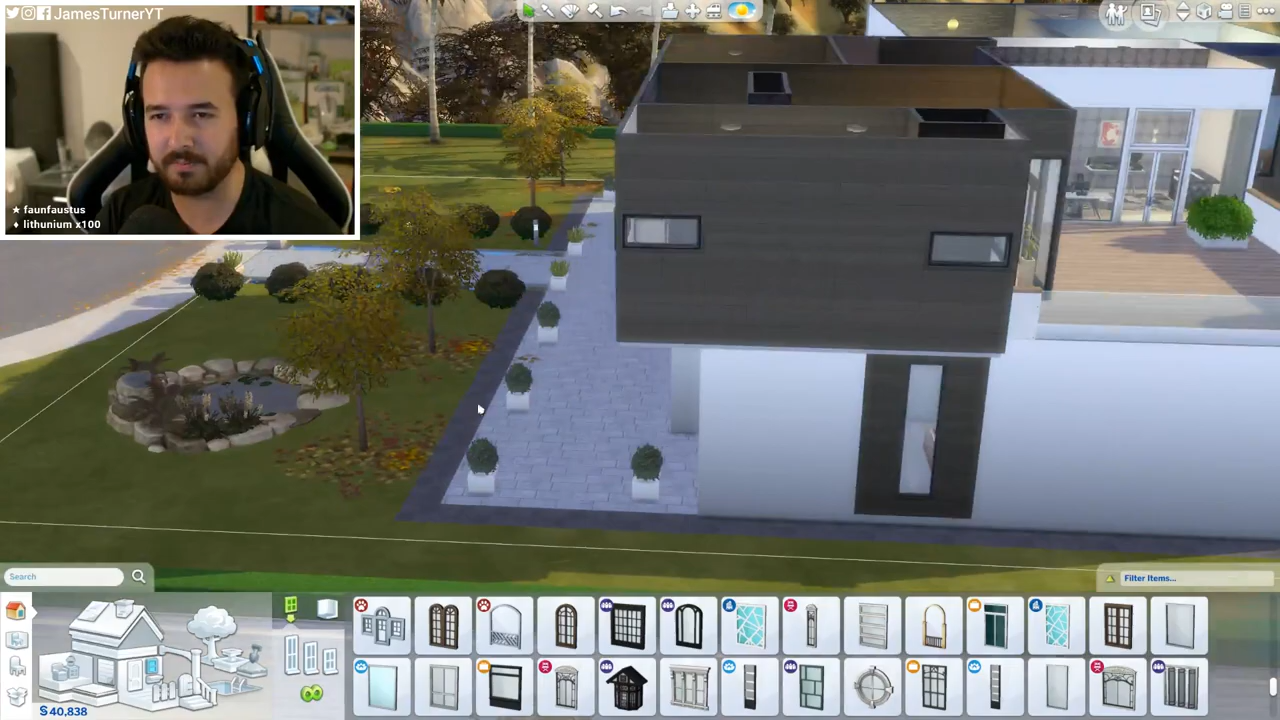 JamesTurnerYT
★ faunfaustus
♦ lithunium x100
Search
Filter Items...
§40,838